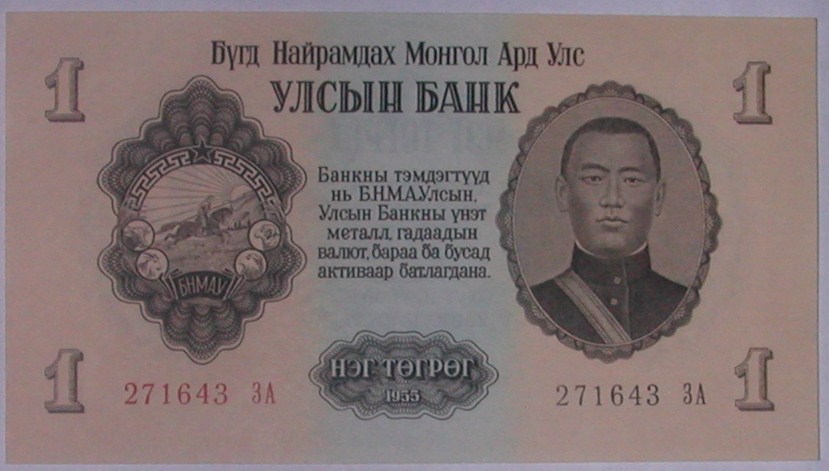 1
Бүгд Найрамдах Монгол Ард Улс
1
УЛСЫН БАНК
Банкны тэмдэгтүүд
нь Б.Н.М.А.Улсын,
Улсын Банкны үнэт
металл, гадаадын
валют, бараа ба бусад
активаар батлагдана.
БНМАУ
НЭГ ТӨГРӨГ
1955
1
271643 ЗА
271643 ЗА
1